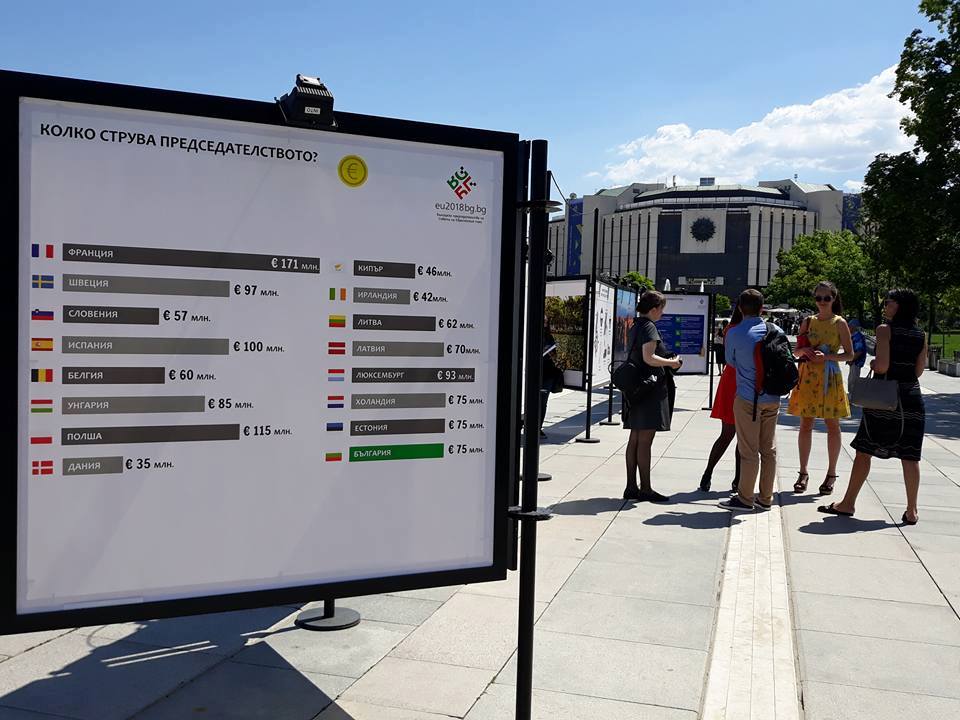 КОЛКО СТРУВА ПРЕДСЕДАТЕЛСТВОТО?
€
eu2018bg.bg
ФРАНЦИЯ € 171 МЛН.
ШВЕЦИЯ € 97 МЛН.
СЛОВЕНИЯ € 57 МЛН.
ИСПАНИЯ € 100 МЛН.
БЕЛГИЯ € 60 МЛН.
УНГАРИЯ € 85 МЛН.
ПОЛША € 115 МЛН.
ДАНИЯ € 35 МЛН.
КИПЪР € 46 МЛН.
ИРЛАНДИЯ € 42 МЛН.
ЛИТВА € 62 МЛН.
ЛАТВИЯ € 70 МЛН.
ЛЮКСЕМБУРГ € 93 МЛН.
ХОЛАНДИЯ € 75 МЛН.
ЕСТОНИЯ € 75 МЛН.
БЪЛГАРИЯ € 75 МЛН.